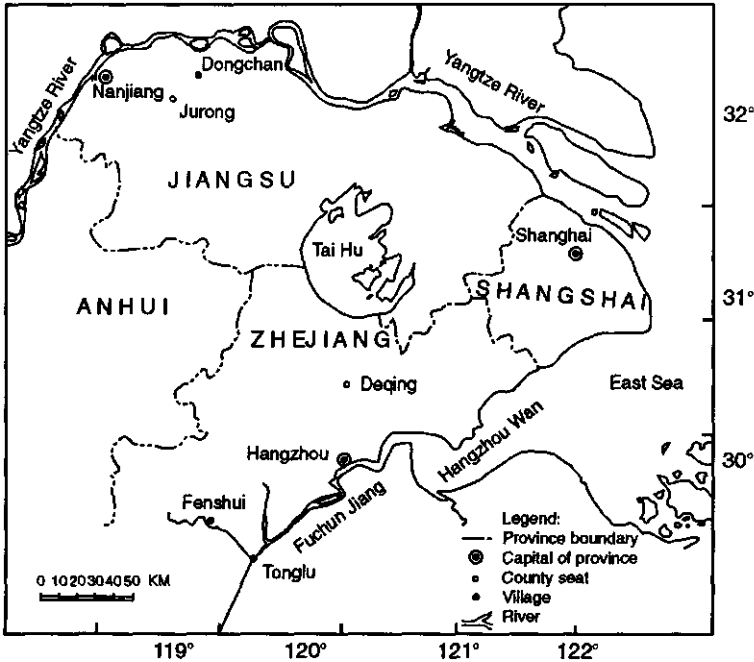 Yangtze River
Dongchan
Nanjiang
Jurong
Yangtze River
32°
JIANGSU
Tai Hu
Shanghai
31°
ANHUI
SHANGSHAI
ZHEJIANG
Deqing
East Sea
Hangzhou
Hangzhou Wan
30°
Fenshui
Fuchun Jiang
Tonglu
0 10 20 30 40 50 KM.
Legend:
Province boundary
Capital of province
County seat
Village
River
119° 120° 121° 122°